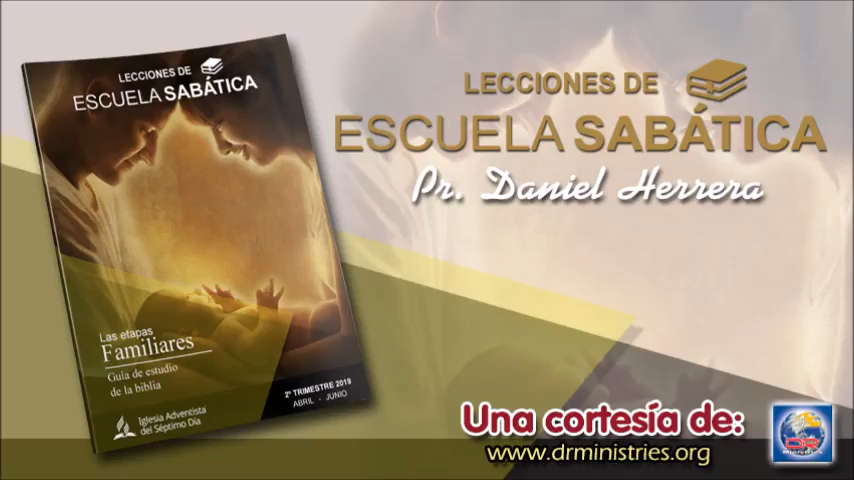 LECCIONES DE
ESCUELA SABÁTICA
Las etapas
Familiares
Guía de estudio
de la biblia
2º TRIMESTRE 2019
ABRIL - JUNIO
Iglesia Adventista
del Séptimo Día
LECCIONES DE
ESCUELA SABÁTICA
Pr. Daniel Herrera
Una cortesía de:
www.drministries.org
DR